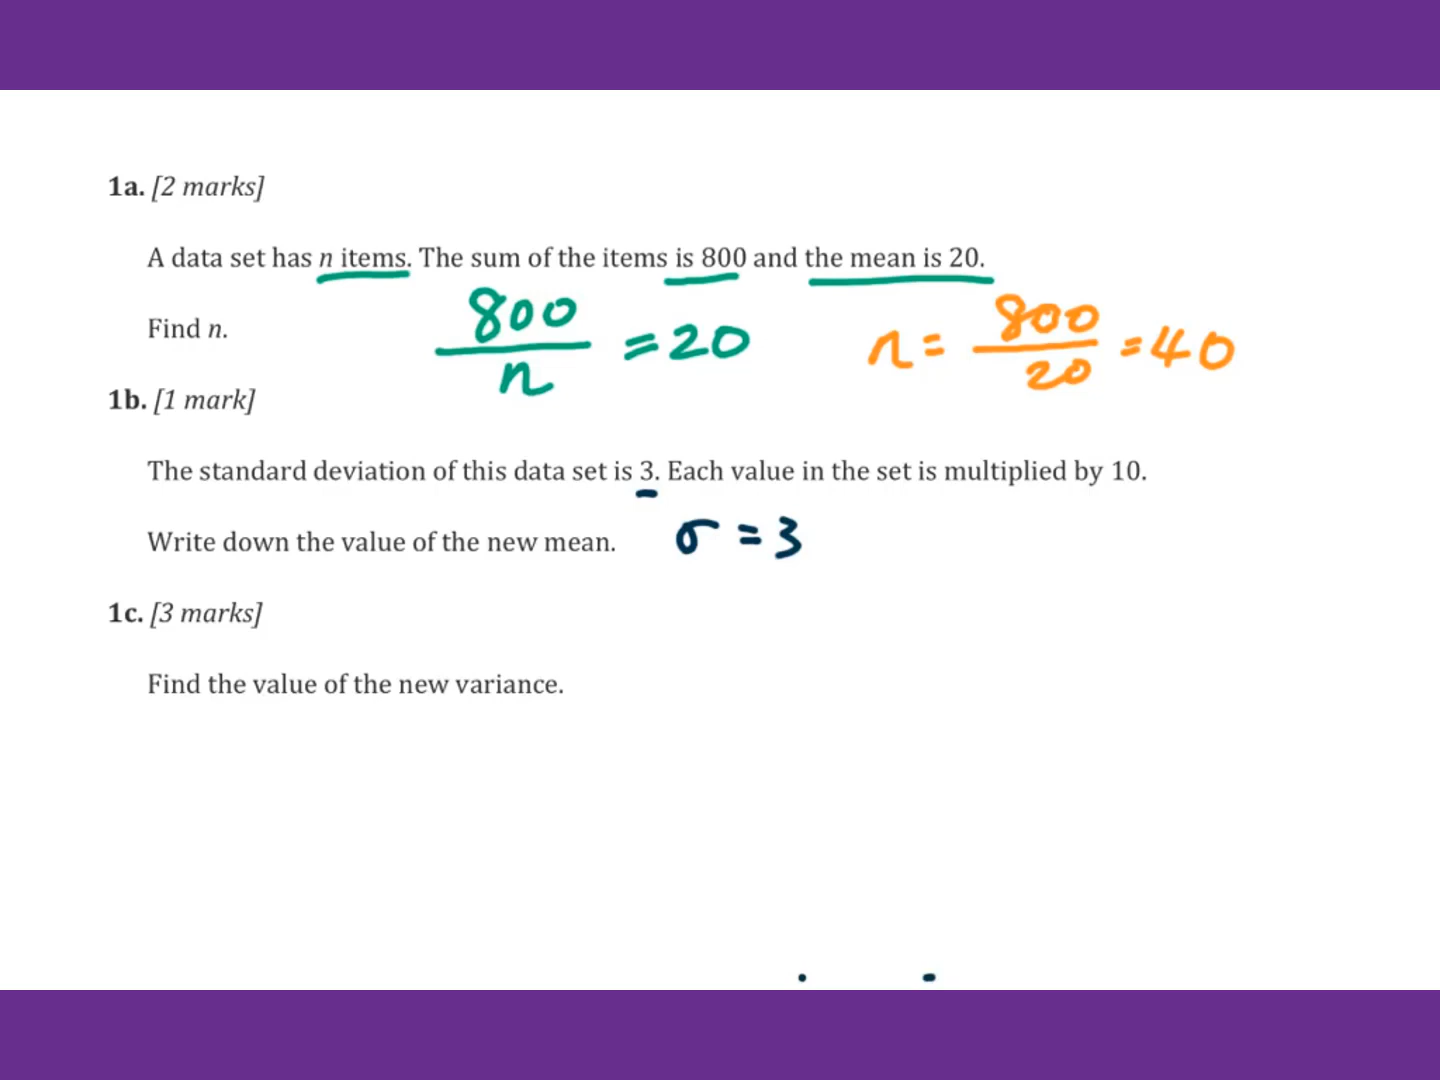 1a. [2 marks]
A data set has n items. The sum of the items is 800 and the mean is 20.
Find n.
800/n = 20
n = 800/20 = 40
1b. [1 mark]
The standard deviation of this data set is 3. Each value in the set is multiplied by 10.
Write down the value of the new mean.
σ = 3
1c. [3 marks]
Find the value of the new variance.